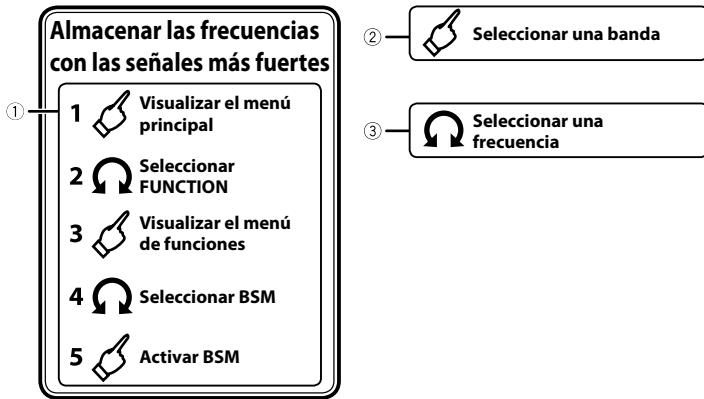 Almacenar las frecuencias
con las señales más fuertes
①
1 Visualizar el menú
principal
2 Seleccionar
FUNCTION
3 Visualizar el menú
de funciones
4 Seleccionar BSM
5 Activar BSM
② Seleccionar una banda
③ Seleccionar una
frecuencia